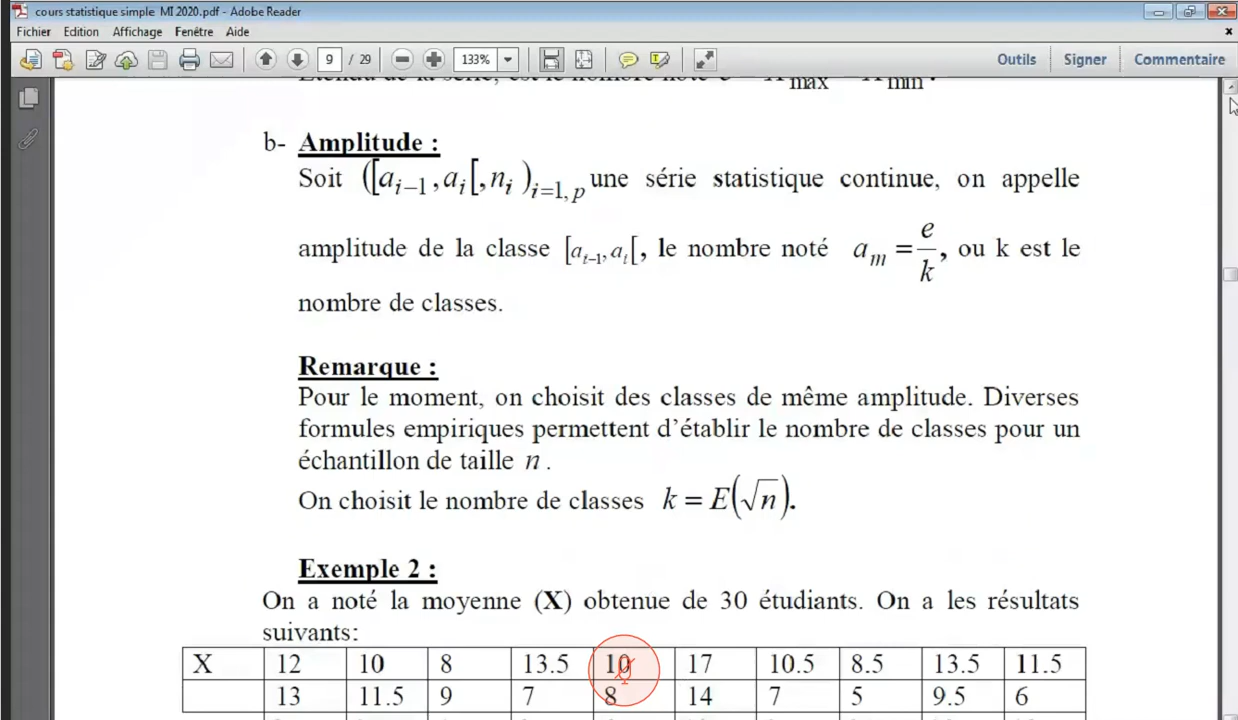 cours statistique simple MI 2020.pdf - Adobe Reader
Fichier Edition Affichage Fenêtre Aide
9 / 29 133% Outils Signer Commentaire
max min
b- Amplitude :
Soit ([a_{i-1}, a_i[, n_i)_{i=1,p} une série statistique continue, on appelle
amplitude de la classe [a_{i-1}, a_i[, le nombre noté a_m = e/k, ou k est le
nombre de classes.
Remarque :
Pour le moment, on choisit des classes de même amplitude. Diverses
formules empiriques permettent d'établir le nombre de classes pour un
échantillon de taille n .
On choisit le nombre de classes k = E(√n).
Exemple 2 :
On a noté la moyenne (X) obtenue de 30 étudiants. On a les résultats
suivants:
X 12 10 8 13.5 10 17 10.5 8.5 13.5 11.5
13 11.5 9 7 8 14 7 5 9.5 6